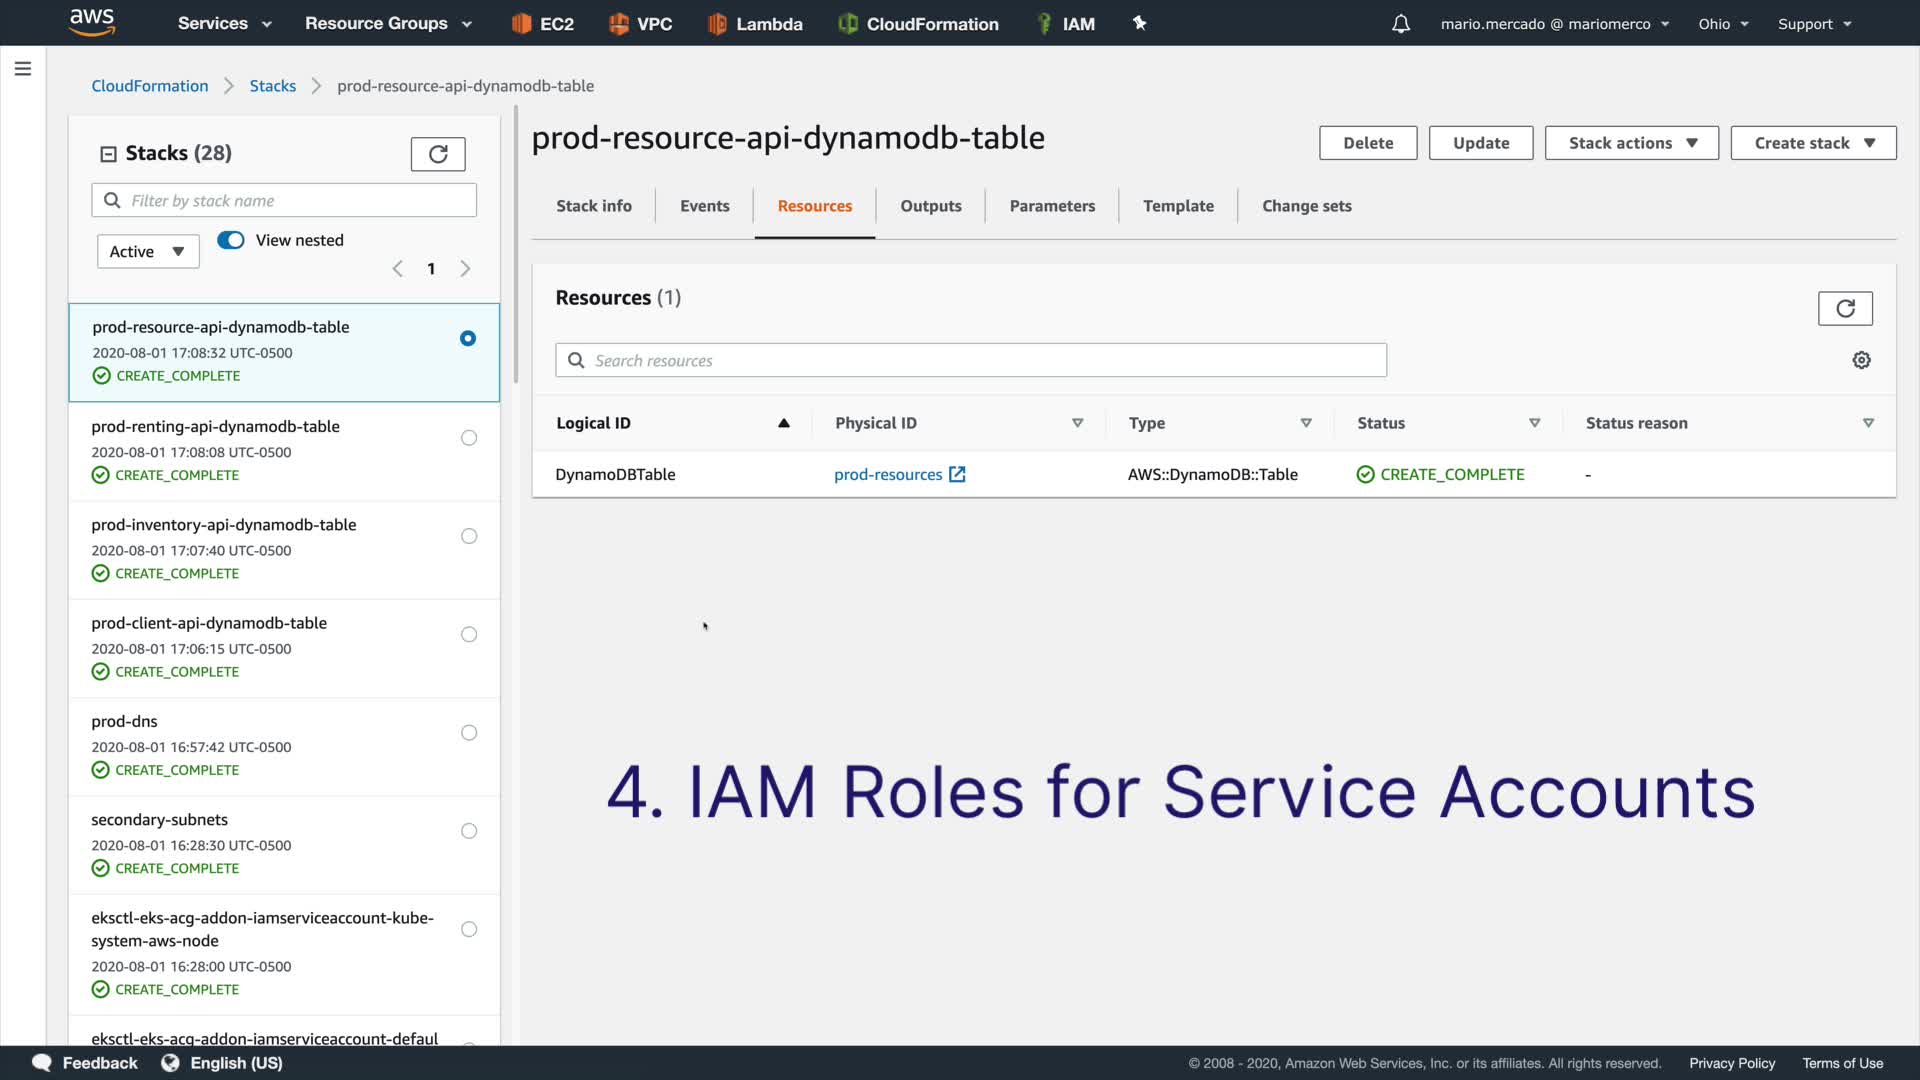 aws Services Resource Groups EC2 VPC Lambda CloudFormation IAM mario.mercado @ mariomerco Ohio Support
CloudFormation Stacks prod-resource-api-dynamodb-table
Stacks (28)
Filter by stack name
Active View nested
1
prod-resource-api-dynamodb-table
2020-08-01 17:08:32 UTC-0500
CREATE_COMPLETE
prod-renting-api-dynamodb-table
2020-08-01 17:08:08 UTC-0500
CREATE_COMPLETE
prod-inventory-api-dynamodb-table
2020-08-01 17:07:40 UTC-0500
CREATE_COMPLETE
prod-client-api-dynamodb-table
2020-08-01 17:06:15 UTC-0500
CREATE_COMPLETE
prod-dns
2020-08-01 16:57:42 UTC-0500
CREATE_COMPLETE
secondary-subnets
2020-08-01 16:28:30 UTC-0500
CREATE_COMPLETE
eksctl-eks-acg-addon-iamserviceaccount-kube-
system-aws-node
2020-08-01 16:28:00 UTC-0500
CREATE_COMPLETE
eksctl-eks-acg-addon-iamserviceaccount-defaul
prod-resource-api-dynamodb-table
Delete Update Stack actions Create stack
Stack info Events Resources Outputs Parameters Template Change sets
Resources (1)
Search resources
Logical ID Physical ID Type Status Status reason
DynamoDBTable prod-resources AWS::DynamoDB::Table CREATE_COMPLETE -
4. IAM Roles for Service Accounts
Feedback English (US) © 2008 - 2020, Amazon Web Services, Inc. or its affiliates. All rights reserved. Privacy Policy Terms of Use